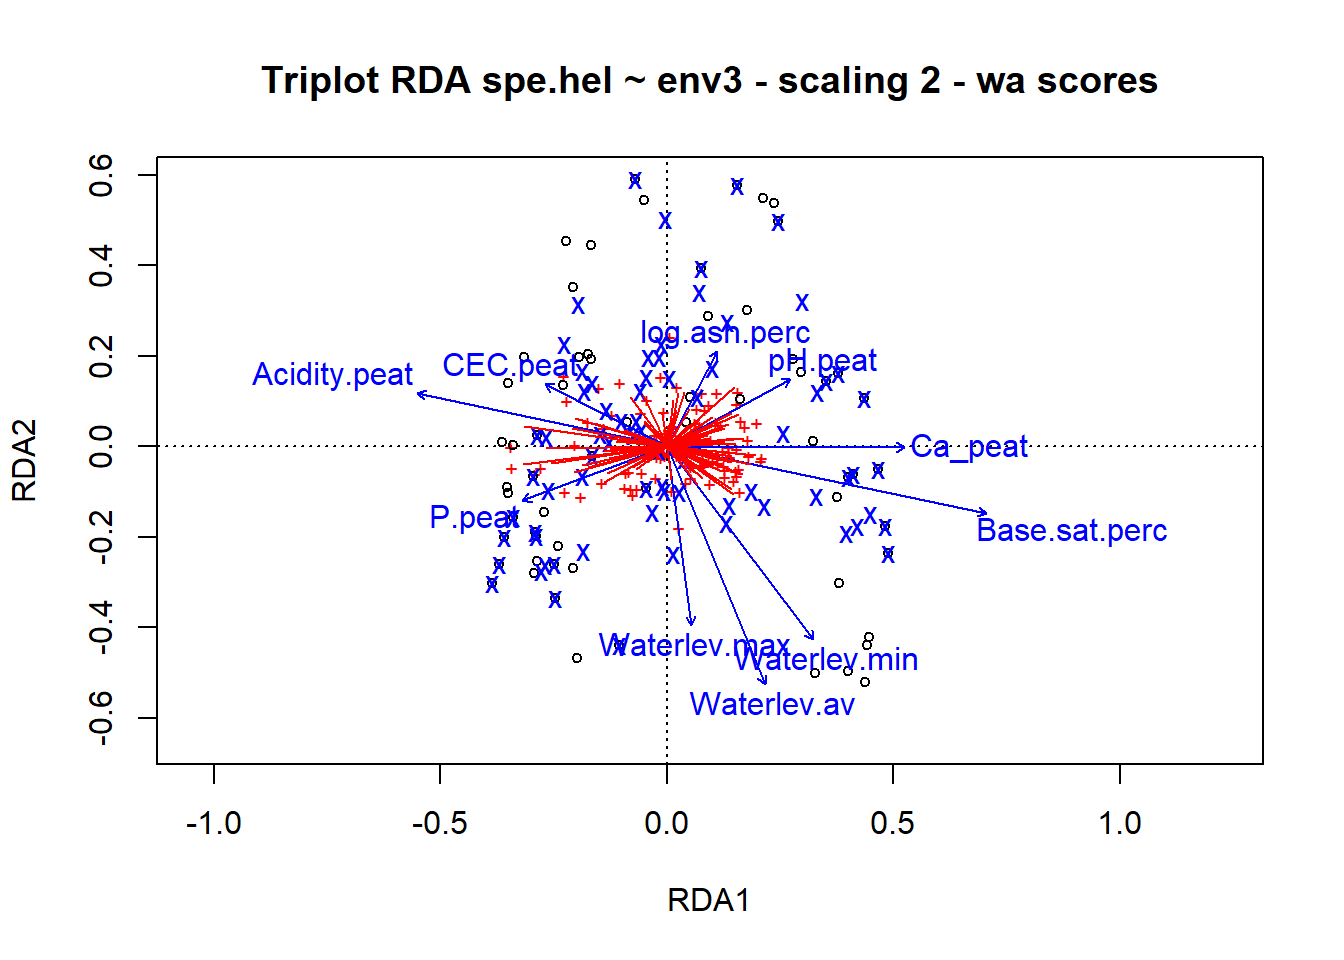 Triplot RDA spe.hel ~ env3 - scaling 2 - wa scores
0.6
0.4
0.2
0.0
-0.2
-0.4
-0.6
RDA2
log.ash.perc
CEC.peat
pH.peat
Acidity.peat
Ca_peat
P.peat
Base.sat.perc
Waterlev.max
Waterlev.min
Waterlev.av
-1.0 -0.5 0.0 0.5 1.0
RDA1